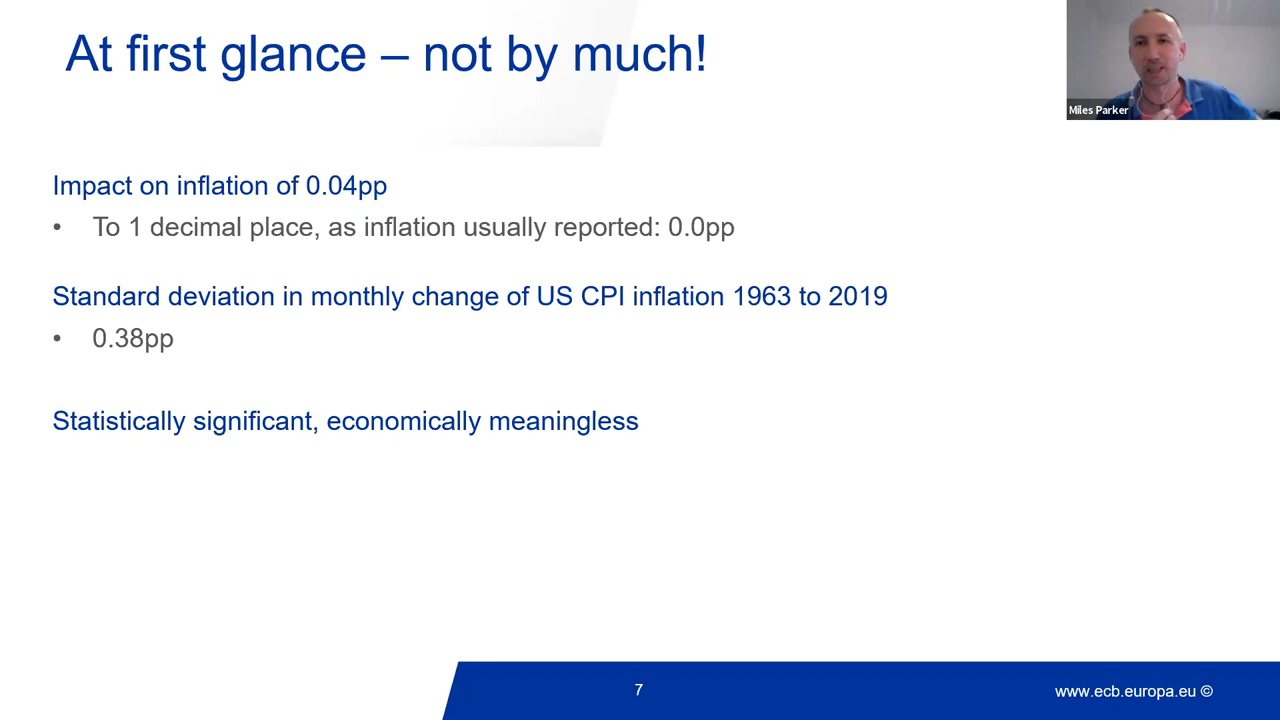 At first glance – not by much!
Miles Parker
Impact on inflation of 0.04pp
• To 1 decimal place, as inflation usually reported: 0.0pp
Standard deviation in monthly change of US CPI inflation 1963 to 2019
• 0.38pp
Statistically significant, economically meaningless
7
www.ecb.europa.eu ©